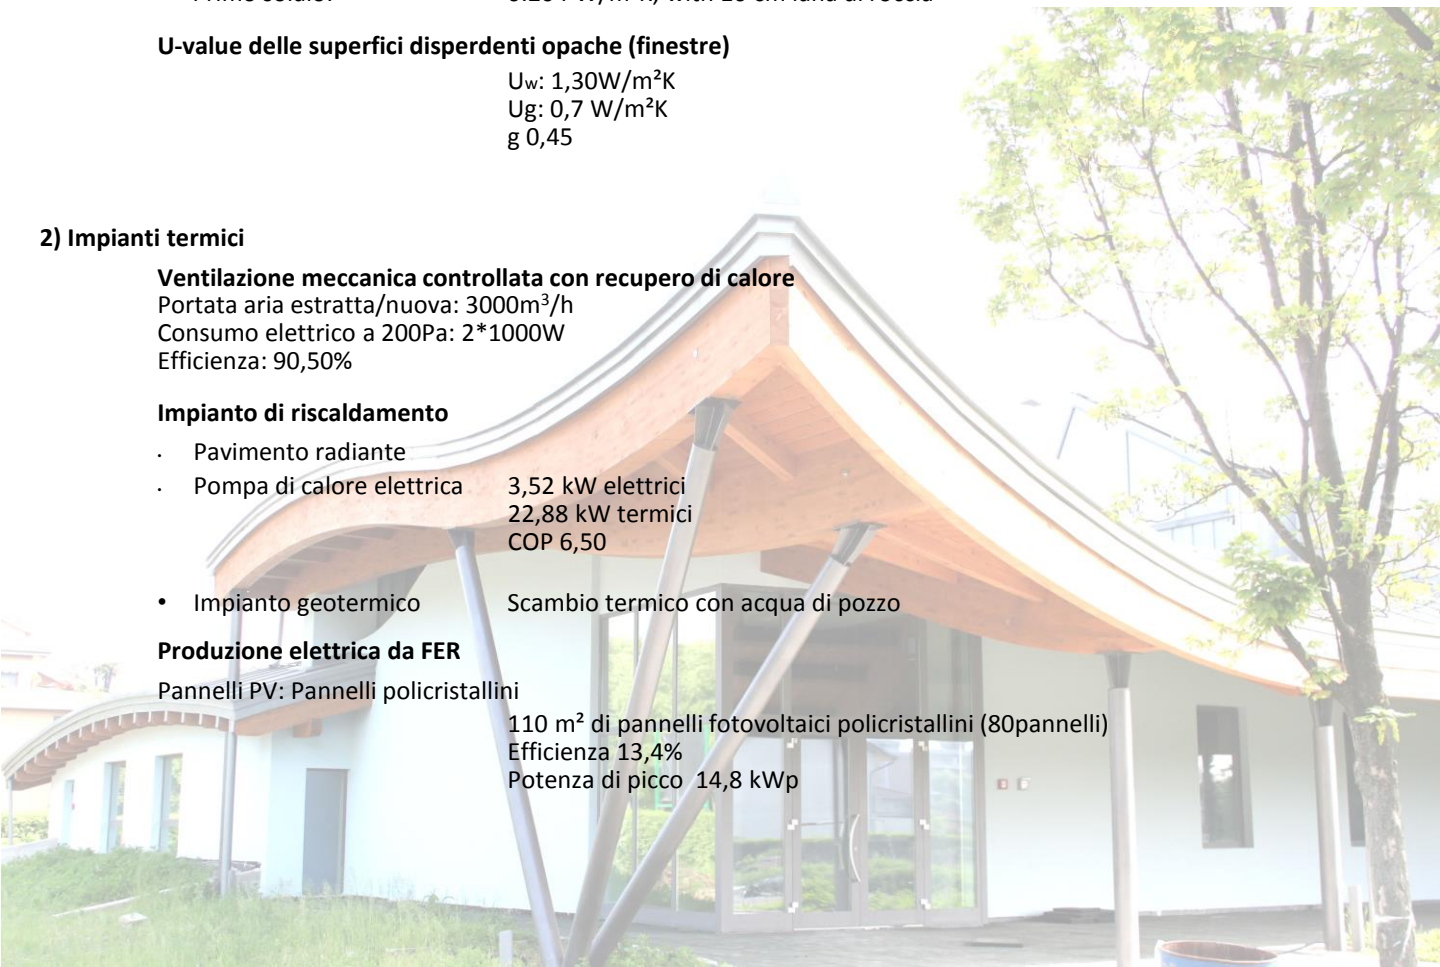 U-value delle superfici disperdenti opache (finestre)
Uw: 1,30W/m²K
Ug: 0,7 W/m²K
g 0,45
2) Impianti termici
Ventilazione meccanica controllata con recupero di calore
Portata aria estratta/nuova: 3000m³/h
Consumo elettrico a 200Pa: 2*1000W
Efficienza: 90,50%
Impianto di riscaldamento
· Pavimento radiante
· Pompa di calore elettrica 3,52 kW elettrici
22,88 kW termici
COP 6,50
• Impianto geotermico Scambio termico con acqua di pozzo
Produzione elettrica da FER
Pannelli PV: Pannelli policristallini
110 m² di pannelli fotovoltaici policristallini (80pannelli)
Efficienza 13,4%
Potenza di picco 14,8 kWp